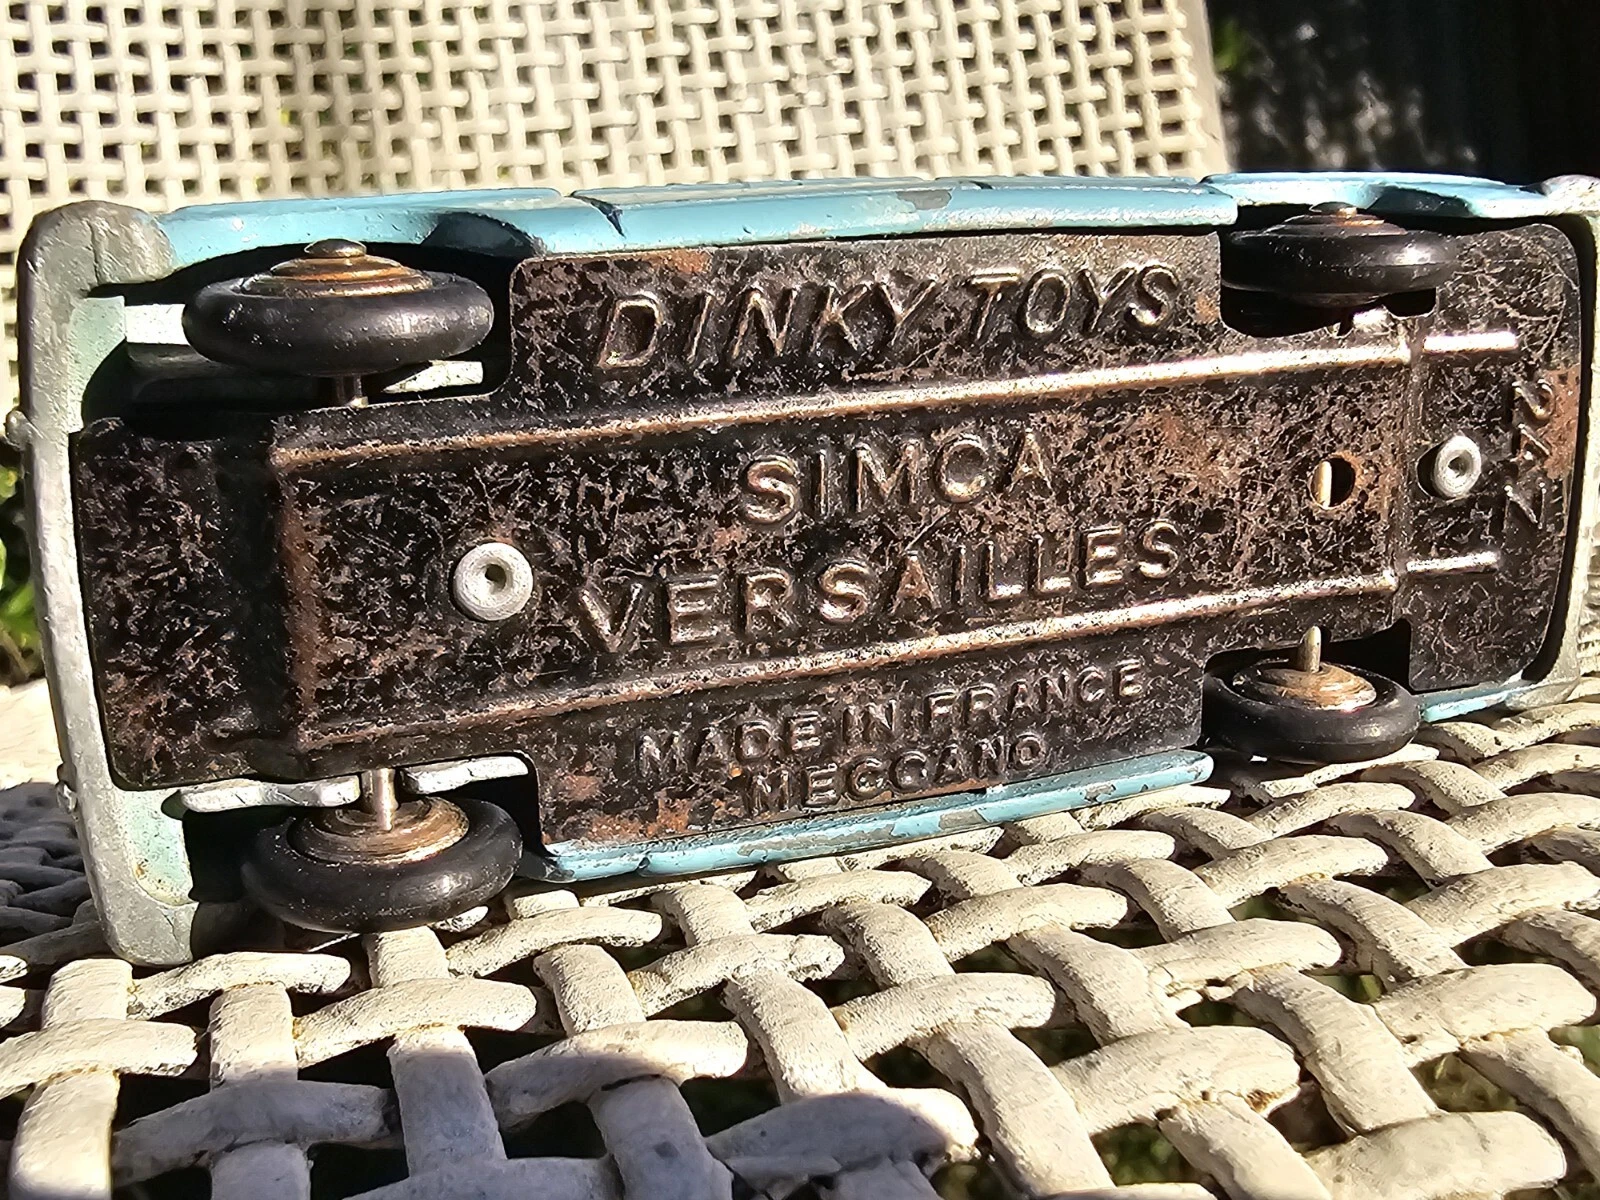 DINKY TOYS
SIMCA
VERSAILLES
MADE IN FRANCE
MECCANO
24Z